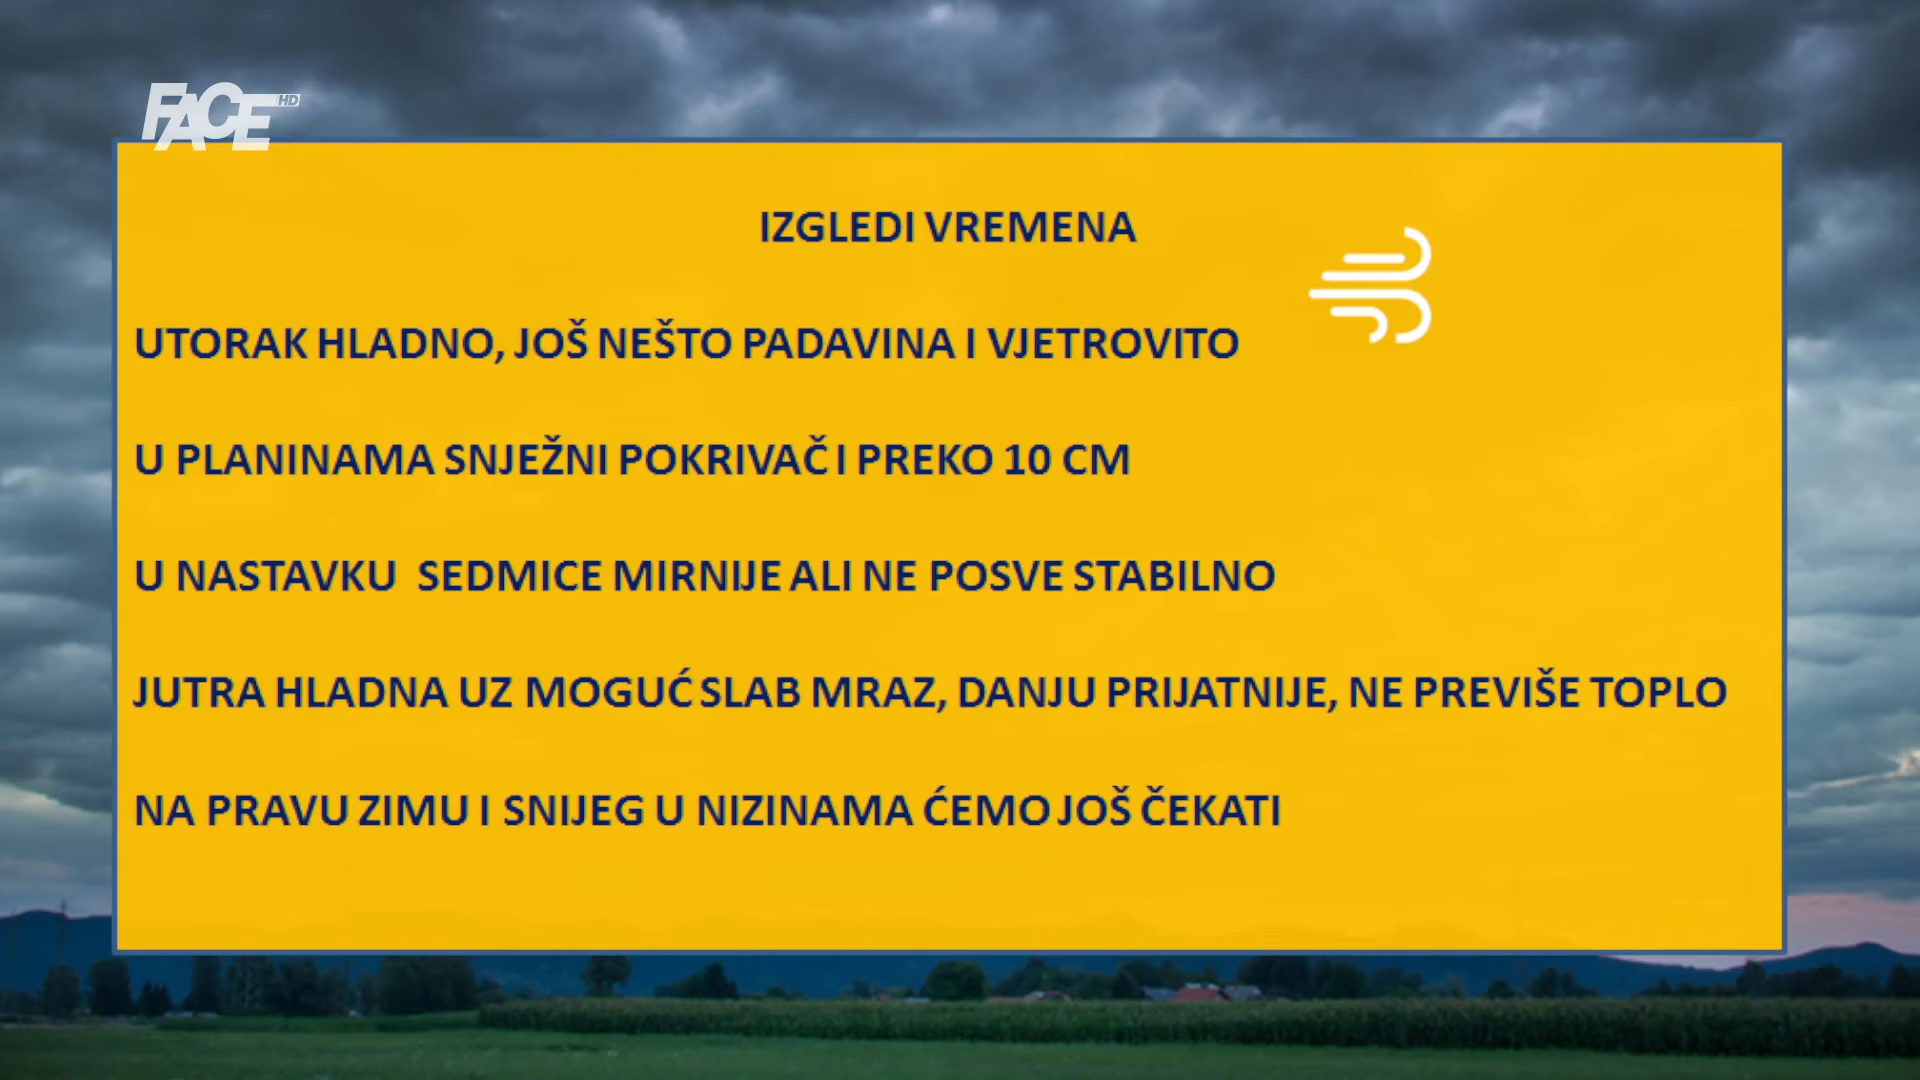 FACE HD
IZGLEDI VREMENA
UTORAK HLADNO, JOŠ NEŠTO PADAVINA I VJETROVITO
U PLANINAMA SNJEŽNI POKRIVAČ I PREKO 10 CM
U NASTAVKU SEDMICE MIRNIJE ALI NE POSVE STABILNO
JUTRA HLADNA UZ MOGUĆ SLAB MRAZ, DANJU PRIJATNIJE, NE PREVIŠE TOPLO
NA PRAVU ZIMU I SNIJEG U NIZINAMA ĆEMO JOŠ ČEKATI